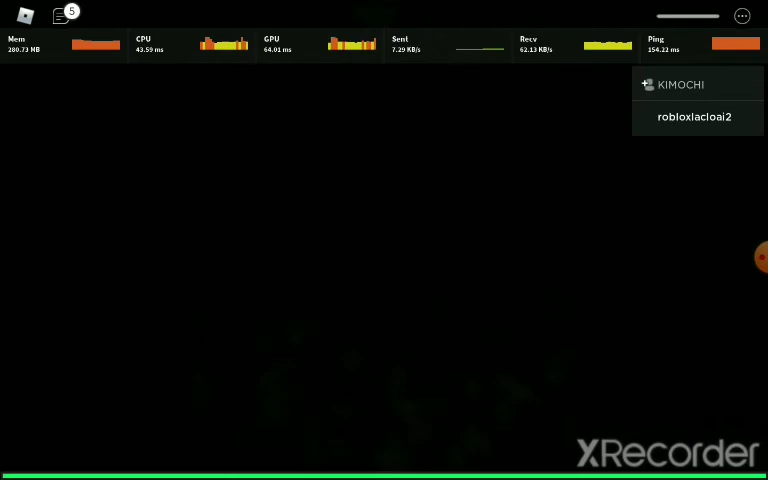 5
Mem
280.73 MB
CPU
43.59 ms
GPU
64.01 ms
Sent
7.29 KB/s
Recv
62.13 KB/s
Ping
154.22 ms
KIMOCHI
robloxlacloai2
XRecorder